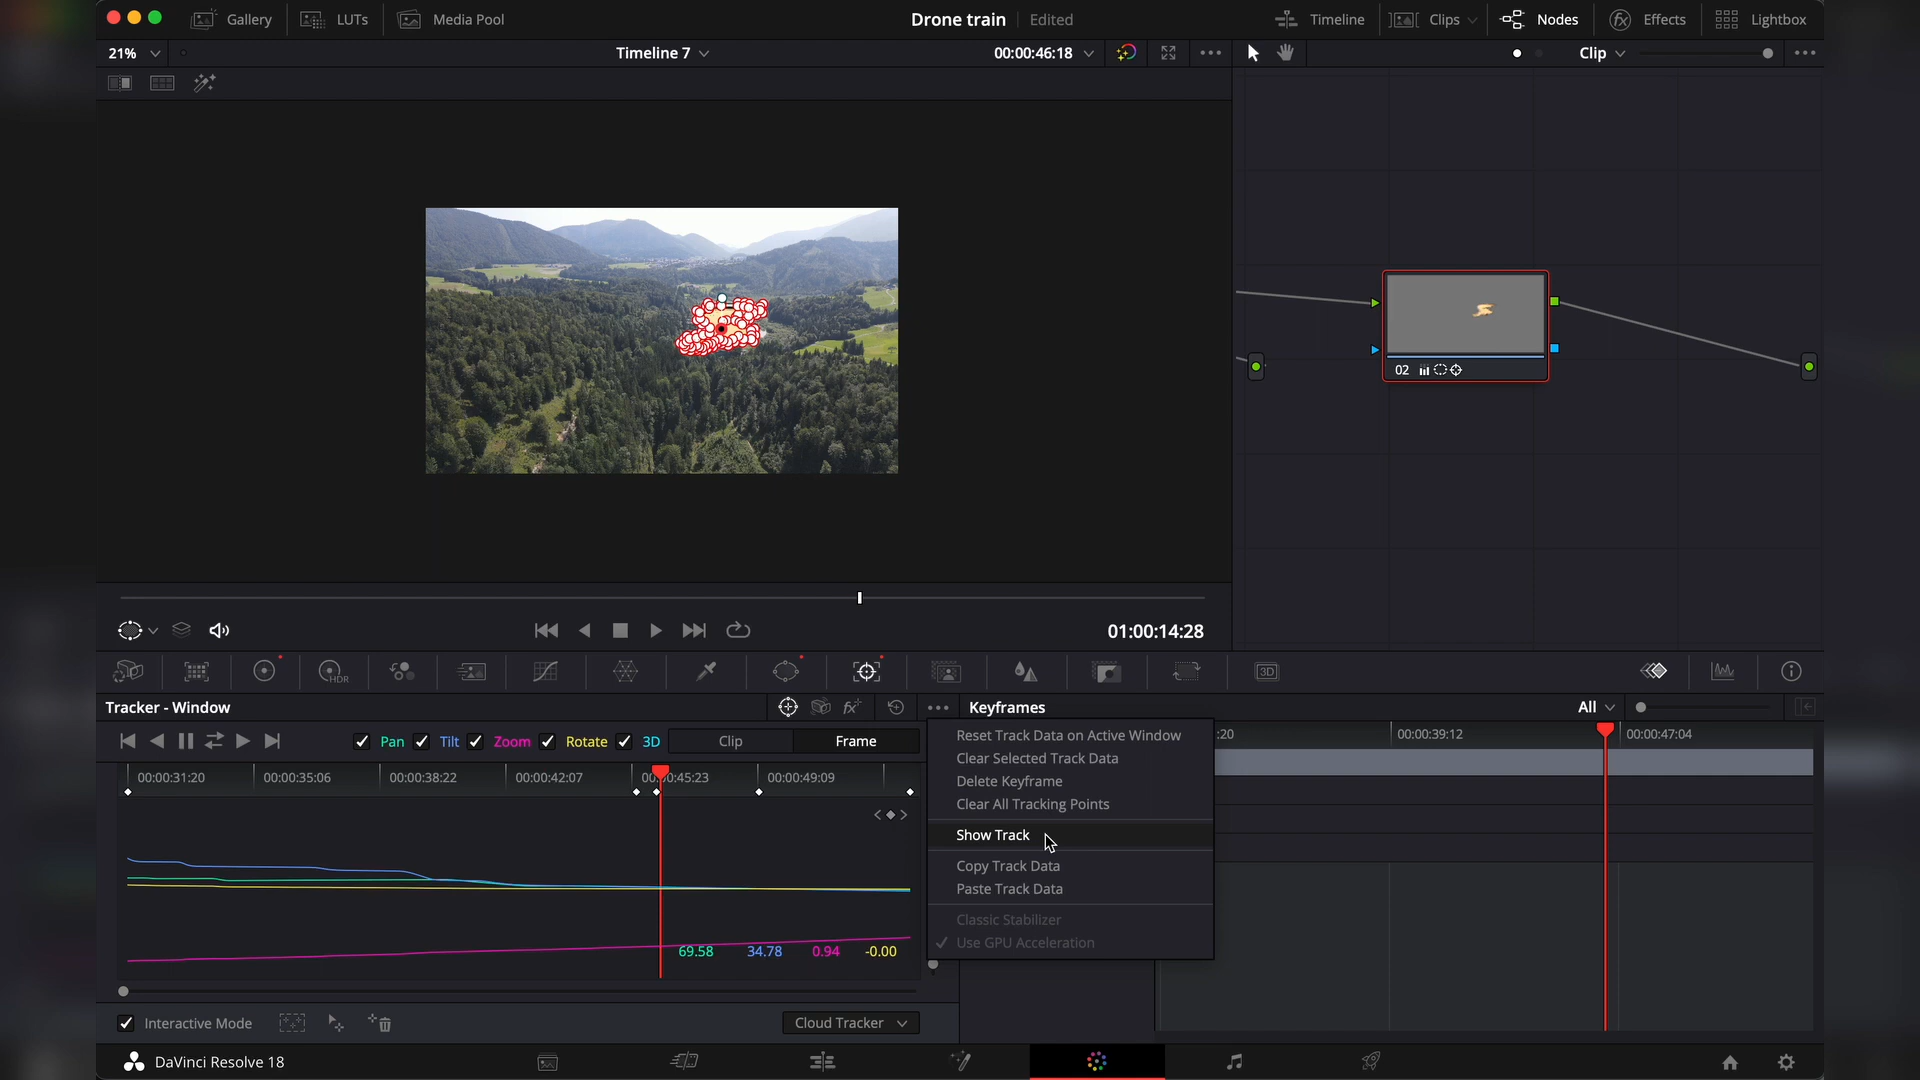 Gallery
LUTs
Media Pool
Drone train
Edited
Timeline
Clips
Nodes
Effects
Lightbox
21%
Timeline 7
00:00:46:18
Clip
02
01:00:14:28
HDR
3D
Tracker - Window
Keyframes
All
Pan
Tilt
Zoom
Rotate
3D
Clip
Frame
00:00:31:20
00:00:35:06
00:00:38:22
00:00:42:07
00:00:45:23
00:00:49:09
:20
00:00:39:12
00:00:47:04
Reset Track Data on Active Window
Clear Selected Track Data
Delete Keyframe
Clear All Tracking Points
Show Track
Copy Track Data
Paste Track Data
Classic Stabilizer
Use GPU Acceleration
69.58
34.78
0.94
-0.00
Interactive Mode
Cloud Tracker
DaVinci Resolve 18